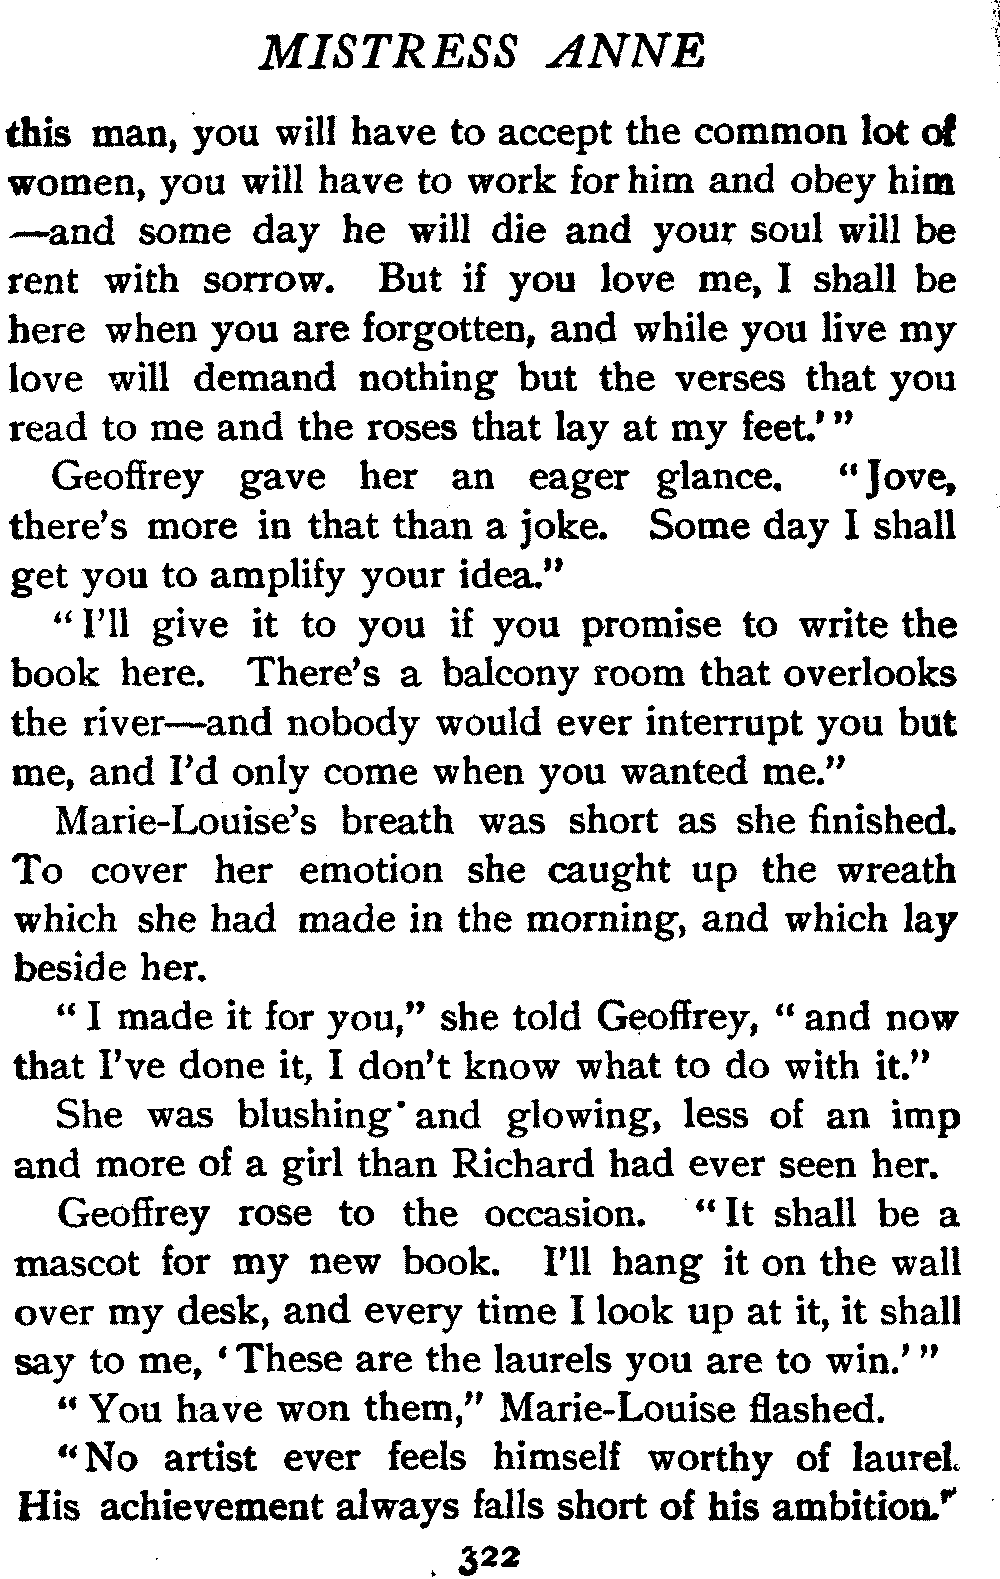 MISTRESS ANNE
this man, you will have to accept the common lot of
women, you will have to work for him and obey him
—and some day he will die and your soul will be
rent with sorrow. But if you love me, I shall be
here when you are forgotten, and while you live my
love will demand nothing but the verses that you
read to me and the roses that lay at my feet.'"
Geoffrey gave her an eager glance. "Jove,
there's more in that than a joke. Some day I shall
get you to amplify your idea."
"I'll give it to you if you promise to write the
book here. There's a balcony room that overlooks
the river—and nobody would ever interrupt you but
me, and I'd only come when you wanted me."
Marie-Louise's breath was short as she finished.
To cover her emotion she caught up the wreath
which she had made in the morning, and which lay
beside her.
"I made it for you," she told Geoffrey, "and now
that I've done it, I don't know what to do with it."
She was blushing and glowing, less of an imp
and more of a girl than Richard had ever seen her.
Geoffrey rose to the occasion. "It shall be a
mascot for my new book. I'll hang it on the wall
over my desk, and every time I look up at it, it shall
say to me, 'These are the laurels you are to win.'"
"You have won them," Marie-Louise flashed.
"No artist ever feels himself worthy of laurel.
His achievement always falls short of his ambition."
322